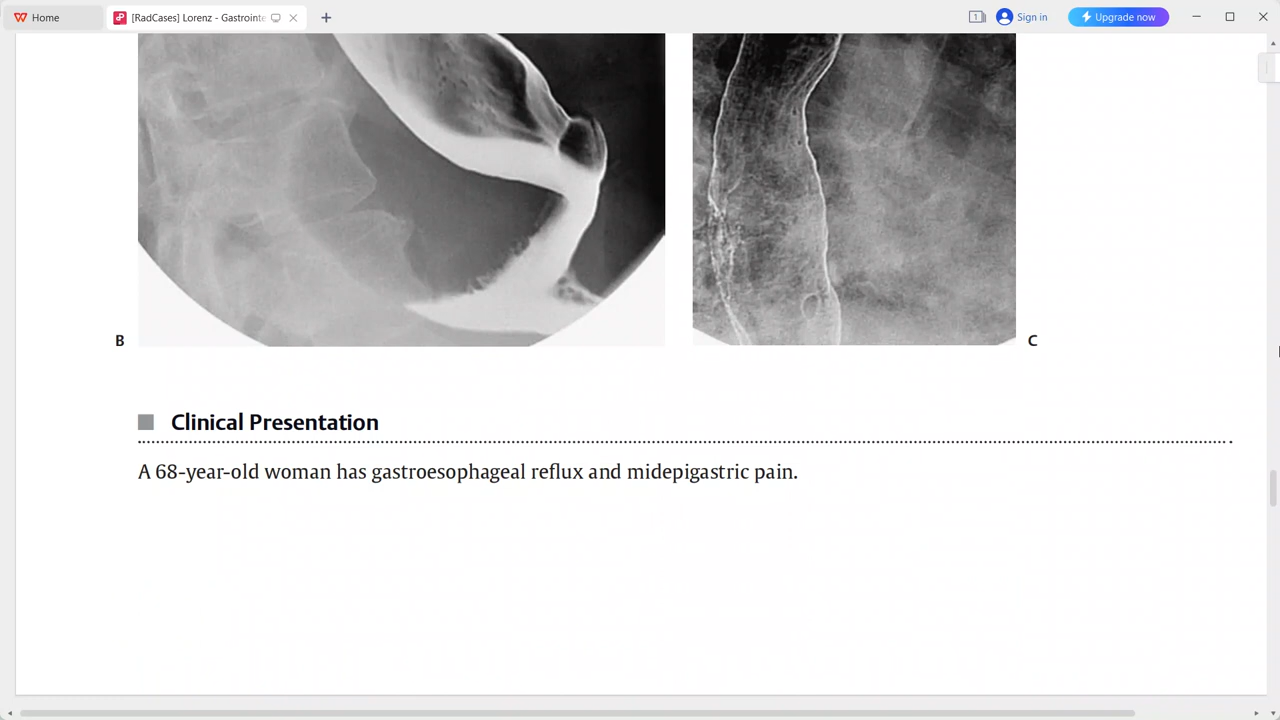 Home
[RadCases] Lorenz - Gastrointe
1
Sign in
Upgrade now
B
C
Clinical Presentation
A 68-year-old woman has gastroesophageal reflux and midepigastric pain.